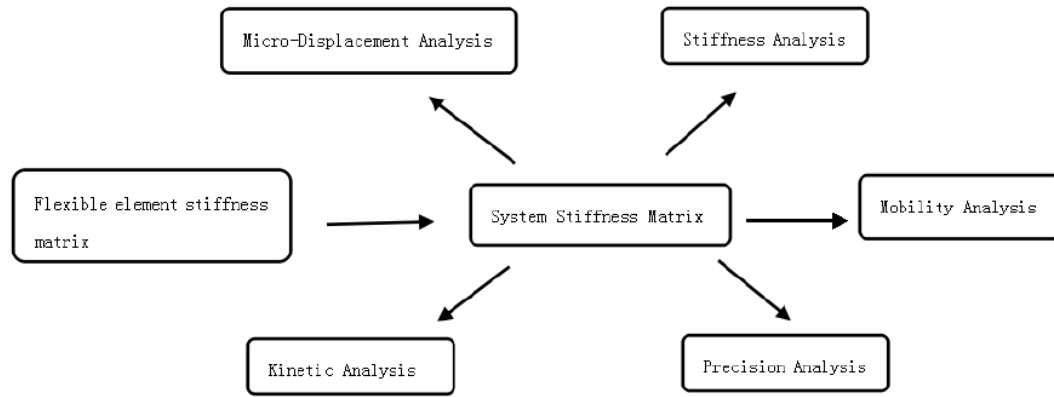 Micro-Displacement Analysis
Stiffness Analysis
Flexible element stiffness
matrix
System Stiffness Matrix
Mobility Analysis
Kinetic Analysis
Precision Analysis